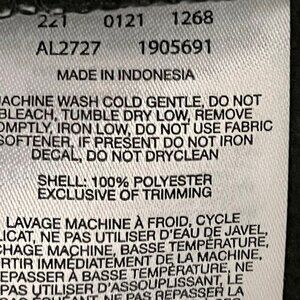 221 0121 1268
AL2727 1905691
MADE IN INDONESIA
MACHINE WASH COLD GENTLE, DO NOT
BLEACH, TUMBLE DRY LOW, REMOVE
PROMPTLY, IRON LOW, DO NOT USE FABRIC
SOFTENER, IF PRESENT DO NOT IRON
DECAL, DO NOT DRYCLEAN
SHELL: 100% POLYESTER
EXCLUSIVE OF TRIMMING
LAVAGE MACHINE À FROID, CYCLE
LICAT, NE PAS UTILISER D'EAU DE JAVEL,
CHAGE MACHINE, BASSE TEMPÉRATURE,
RTIR IMMÉDIATEMENT DE LA MACHINE,
REPASSER À BASSE TEMPÉRATURE, NE
PAS UTILISER